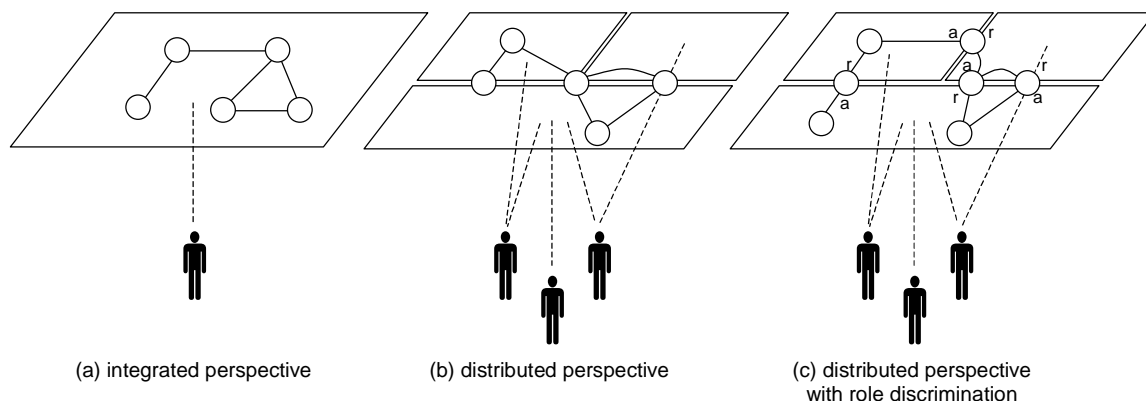 a
r
r
a
r
a
r
a
(a) integrated perspective
(b) distributed perspective
(c) distributed perspective
with role discrimination